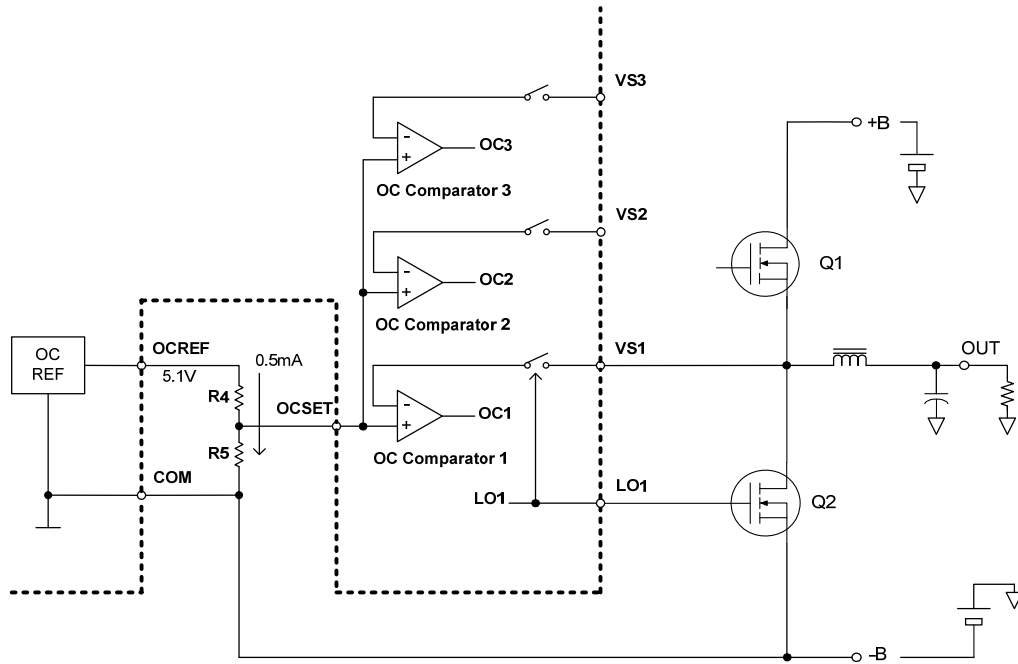 VS3
+B
-
+
OC3
OC Comparator 3
VS2
Q1
-
+
OC2
OC Comparator 2
OC
REF
OCREF
5.1V
0.5mA
VS1
OUT
R4
OCSET
-
+
OC1
R5
OC Comparator 1
COM
LO1
LO1
Q2
-B